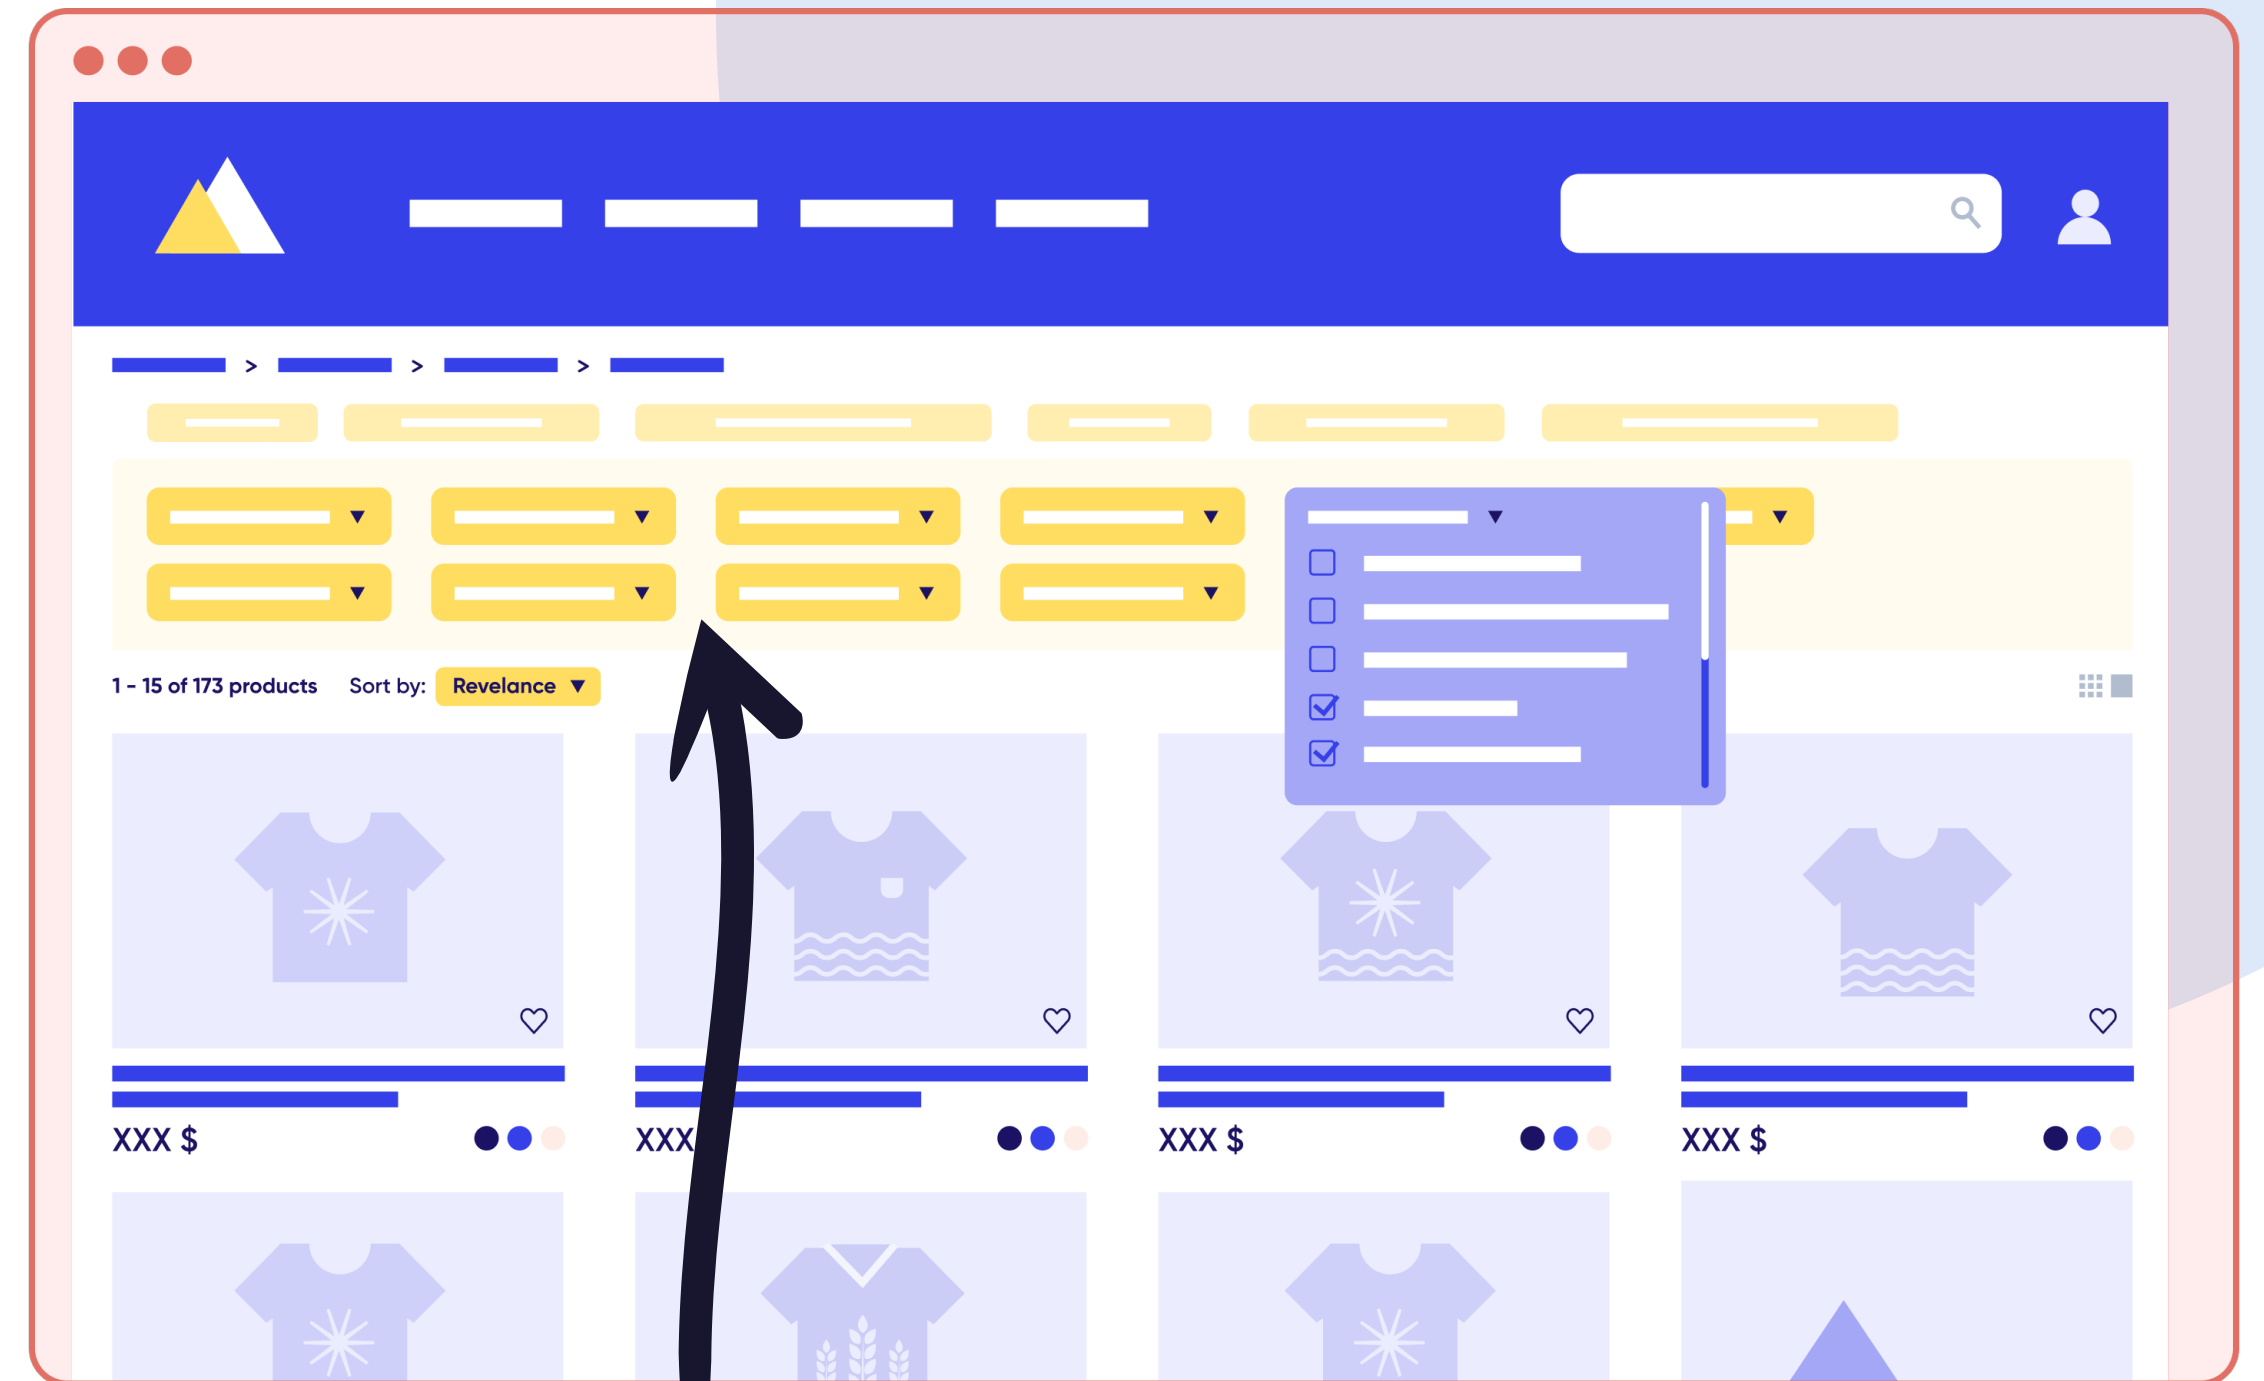 > > >
1 - 15 of 173 products Sort by: Revelance
XXX $ XXX XXX $ XXX $